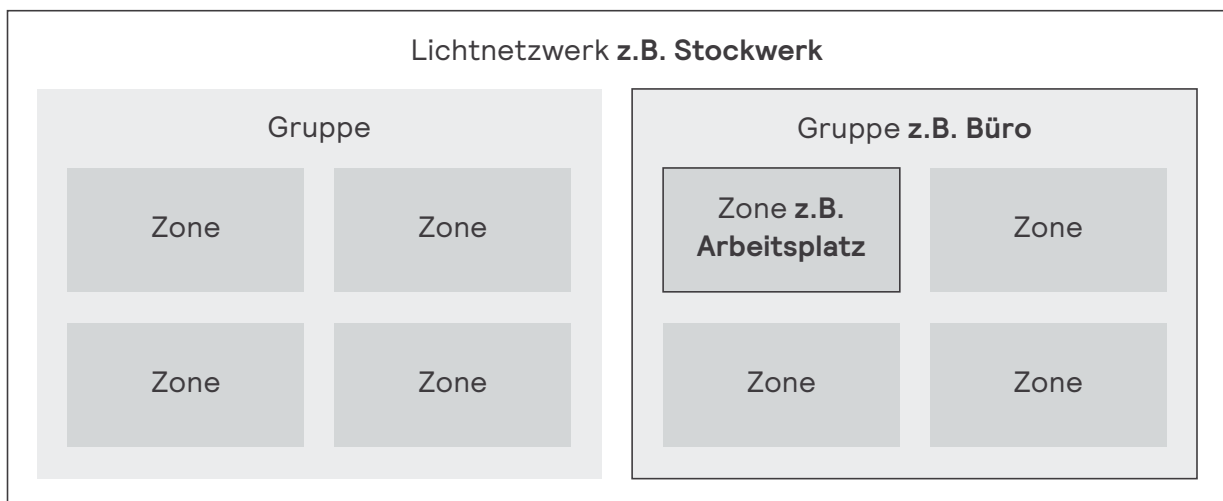 Lichtnetzwerk z.B. Stockwerk
Gruppe
Zone
Zone
Zone
Zone
Gruppe z.B. Büro
Zone z.B.
Arbeitsplatz
Zone
Zone
Zone